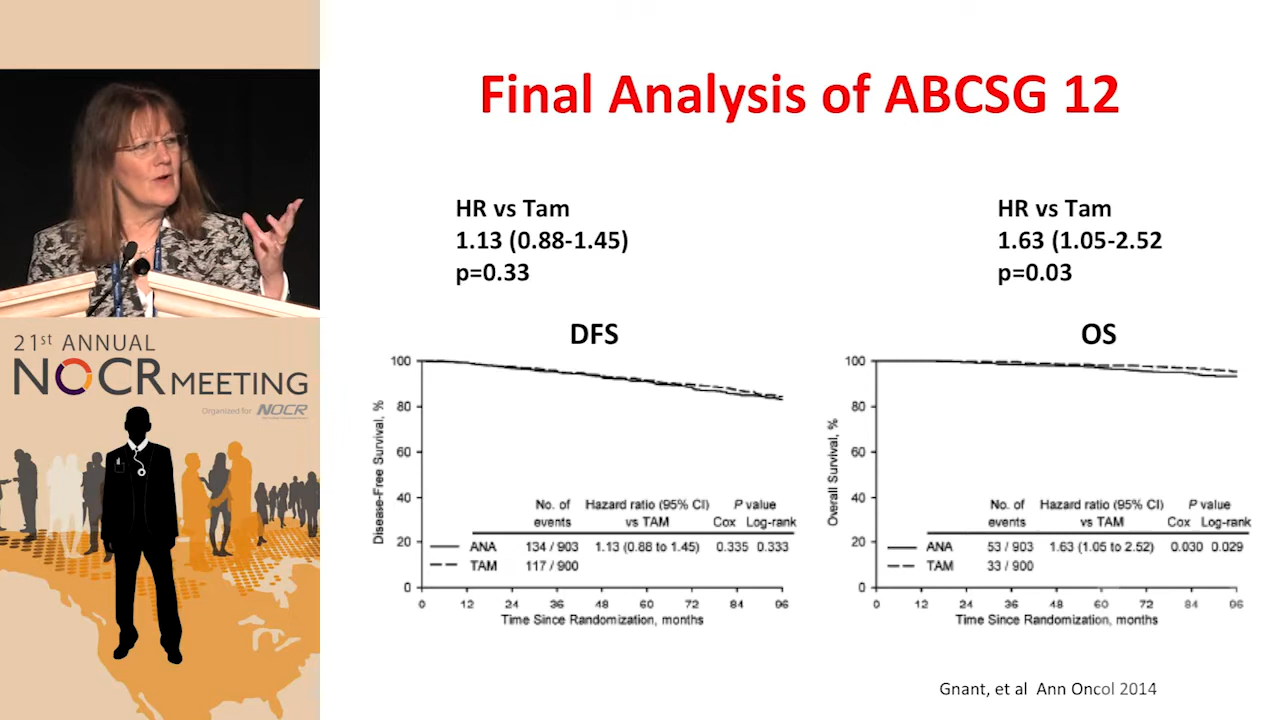 Final Analysis of ABCSG 12
HR vs Tam
1.13 (0.88-1.45)
p=0.33
HR vs Tam
1.63 (1.05-2.52
p=0.03
DFS
100
80
60
40
20
0
Disease-Free Survival, %
No. of events
Hazard ratio (95% CI) vs TAM
P value
Cox Log-rank
ANA 134 / 903 1.13 (0.88 to 1.45) 0.335 0.333
TAM 117 / 900
0 12 24 36 48 60 72 84 96
Time Since Randomization, months
OS
100
80
60
40
20
0
Overall Survival, %
No. of events
Hazard ratio (95% CI) vs TAM
P value
Cox Log-rank
ANA 53 / 903 1.63 (1.05 to 2.52) 0.030 0.029
TAM 33 / 900
0 12 24 36 48 60 72 84 96
Time Since Randomization, months
Gnant, et al Ann Oncol 2014
21st ANNUAL
NOCR MEETING
Organized for NOCR